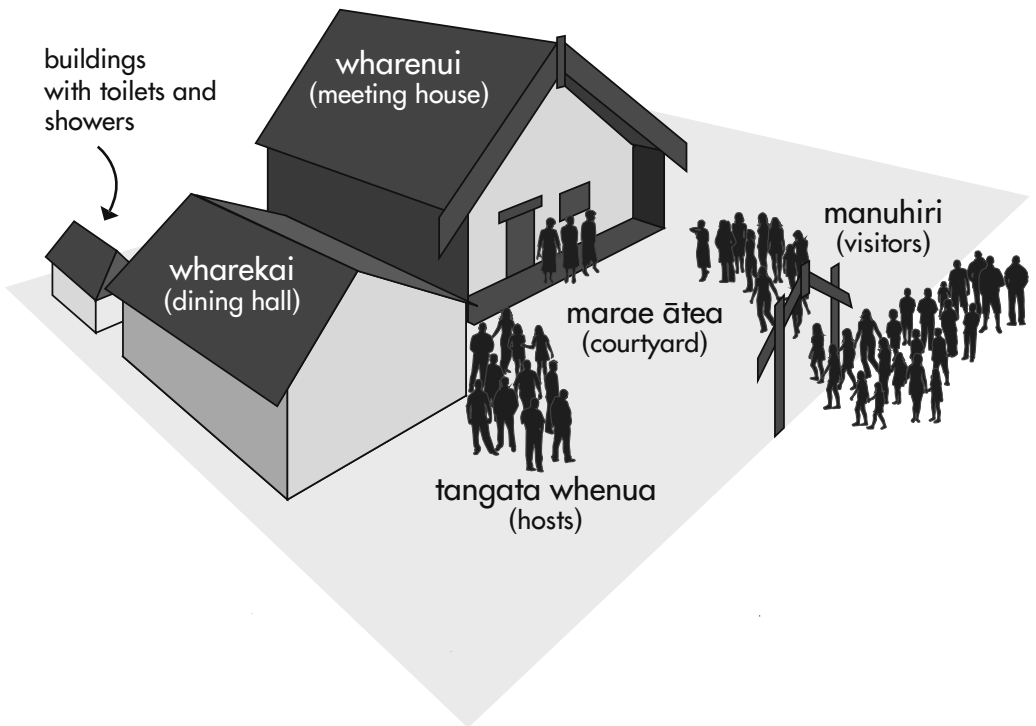 buildings
with toilets and
showers
wharenui
(meeting house)
wharekai
(dining hall)
manuhiri
(visitors)
marae ātea
(courtyard)
tangata whenua
(hosts)